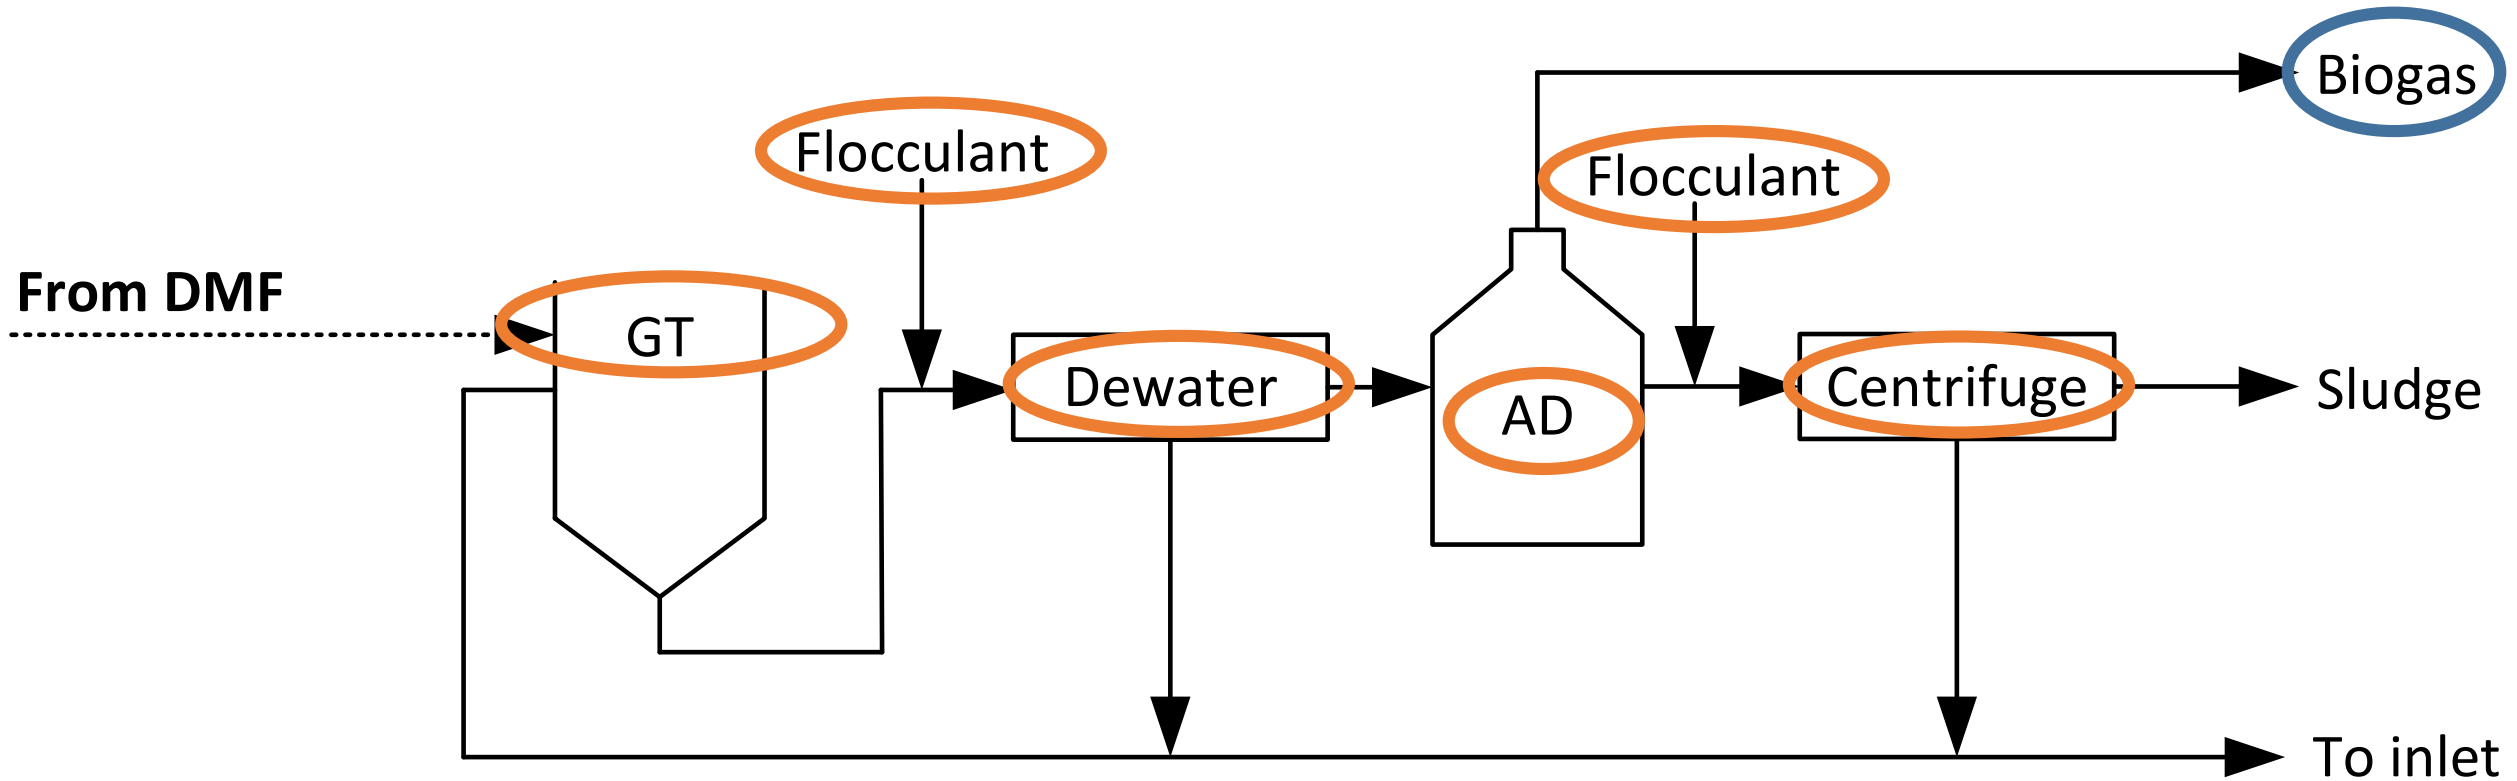 Biogas
Flocculant
Flocculant
From DMF
GT
Dewater
AD
Centrifuge
Sludge
To inlet